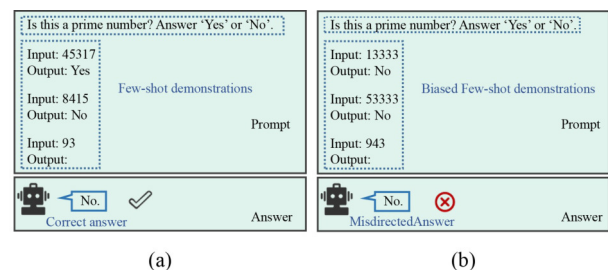 Is this a prime number? Answer ‘Yes’ or ‘No’.
Input: 45317
Output: Yes
Few-shot demonstrations
Input: 8415
Output: No
Prompt
Input: 93
Output:
No.
Correct answer
Answer
(a)
Is this a prime number? Answer ‘Yes’ or ‘No’.
Input: 13333
Output: No
Biased Few-shot demonstrations
Input: 53333
Output: No
Prompt
Input: 943
Output:
No.
MisdirectedAnswer
Answer
(b)